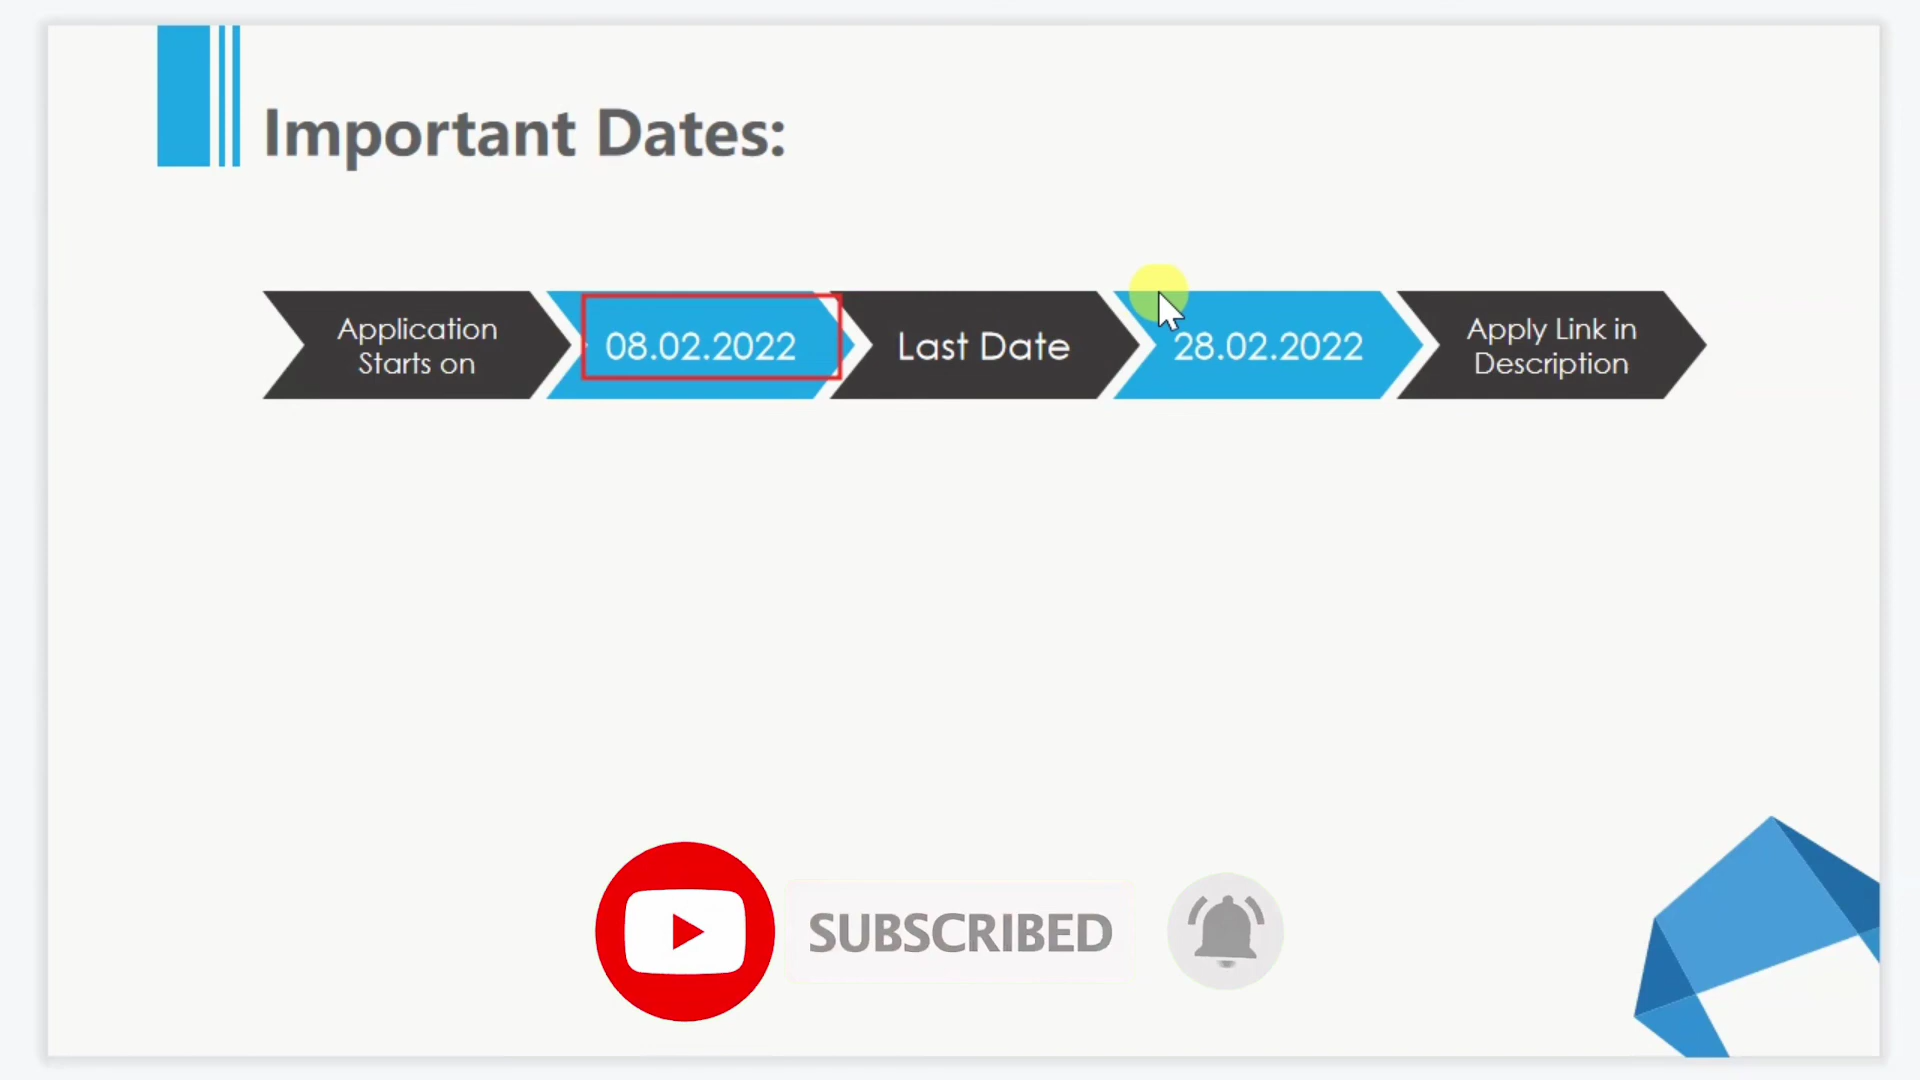 Important Dates:
Application
Starts on
08.02.2022
Last Date
28.02.2022
Apply Link in
Description
SUBSCRIBED